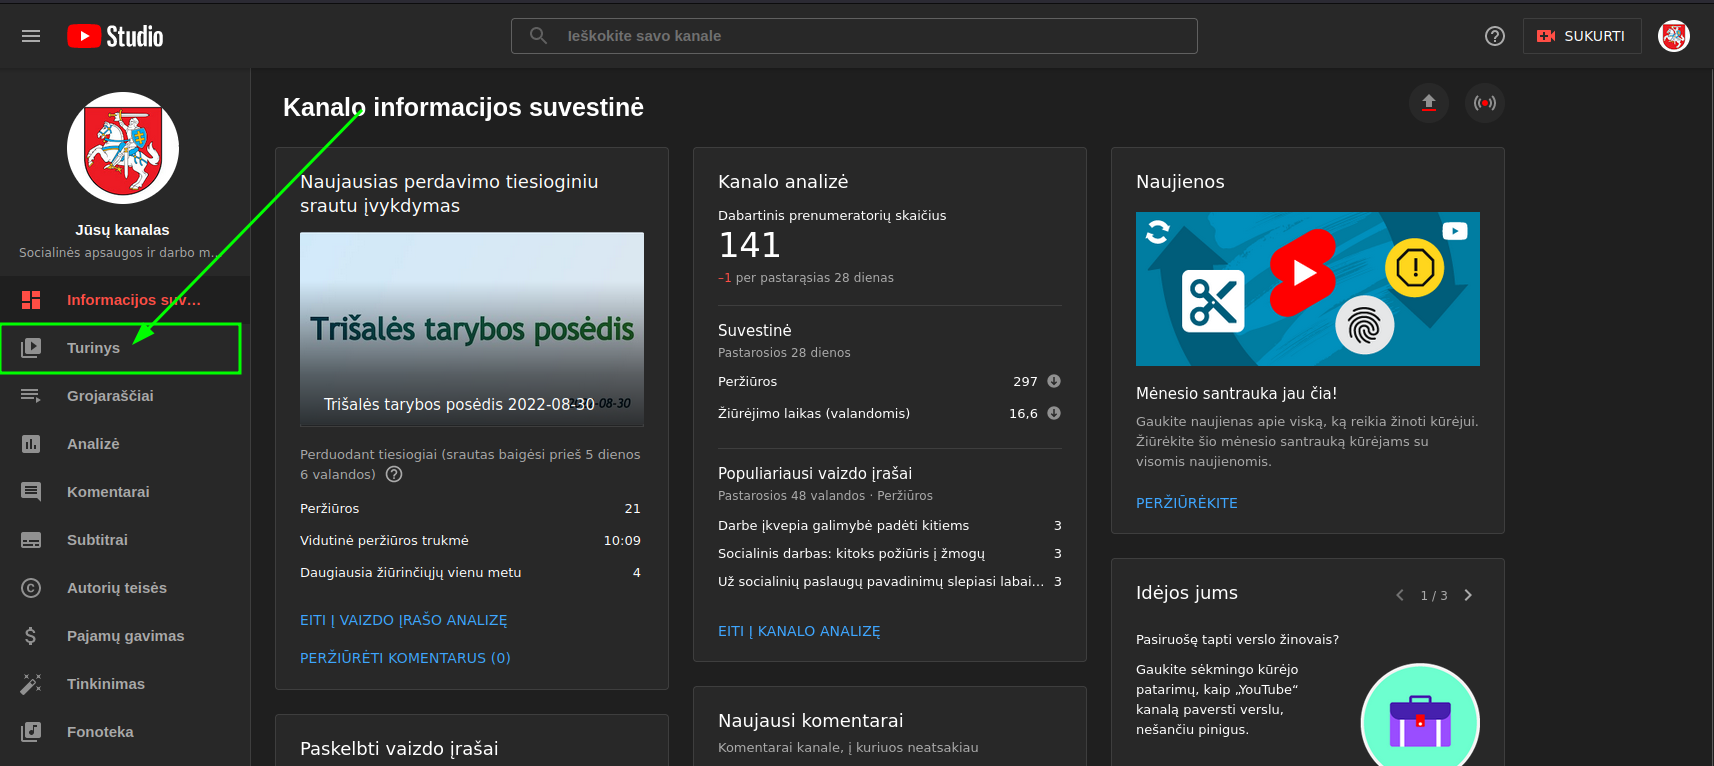 Studio
Ieškokite savo kanale
SUKURTI
Jūsų kanalas
Socialinės apsaugos ir darbo m...
Informacijos suv...
Turinys
Grojaraščiai
Analizė
Komentarai
Subtitrai
Autorių teisės
Pajamų gavimas
Tinkinimas
Fonoteka
Kanalo informacijos suvestinė
Naujausias perdavimo tiesioginiu
srautu įvykdymas
Trišalės tarybos posėdis
Trišalės tarybos posėdis 2022-08-30
Perduodant tiesiogiai (srautas baigėsi prieš 5 dienos
6 valandos)
Peržiūros 21
Vidutinė peržiūros trukmė 10:09
Daugiausia žiūrinčiųjų vienu metu 4
EITI Į VAIZDO ĮRAŠO ANALIZĘ
PERŽIŪRĖTI KOMENTARUS (0)
Paskelbti vaizdo įrašai
Kanalo analizė
Dabartinis prenumeratorių skaičius
141
–1 per pastarąsias 28 dienas
Suvestinė
Pastarosios 28 dienos
Peržiūros 297
Žiūrėjimo laikas (valandomis) 16,6
Populiariausi vaizdo įrašai
Pastarosios 48 valandos · Peržiūros
Darbe įkvepia galimybė padėti kitiems 3
Socialinis darbas: kitoks požiūris į žmogų 3
Už socialinių paslaugų pavadinimų slepiasi labai... 3
EITI Į KANALO ANALIZĘ
Naujausi komentarai
Komentarai kanale, į kuriuos neatsakiau
Naujienos
Mėnesio santrauka jau čia!
Gaukite naujienas apie viską, ką reikia žinoti kūrėjui.
Žiūrėkite šio mėnesio santrauką kūrėjams su
visomis naujienomis.
PERŽIŪRĖKITE
Idėjos jums
1 / 3
Pasiruošę tapti verslo žinovais?
Gaukite sėkmingo kūrėjo
patarimų, kaip „YouTube“
kanalą paversti verslu,
nešančiu pinigus.